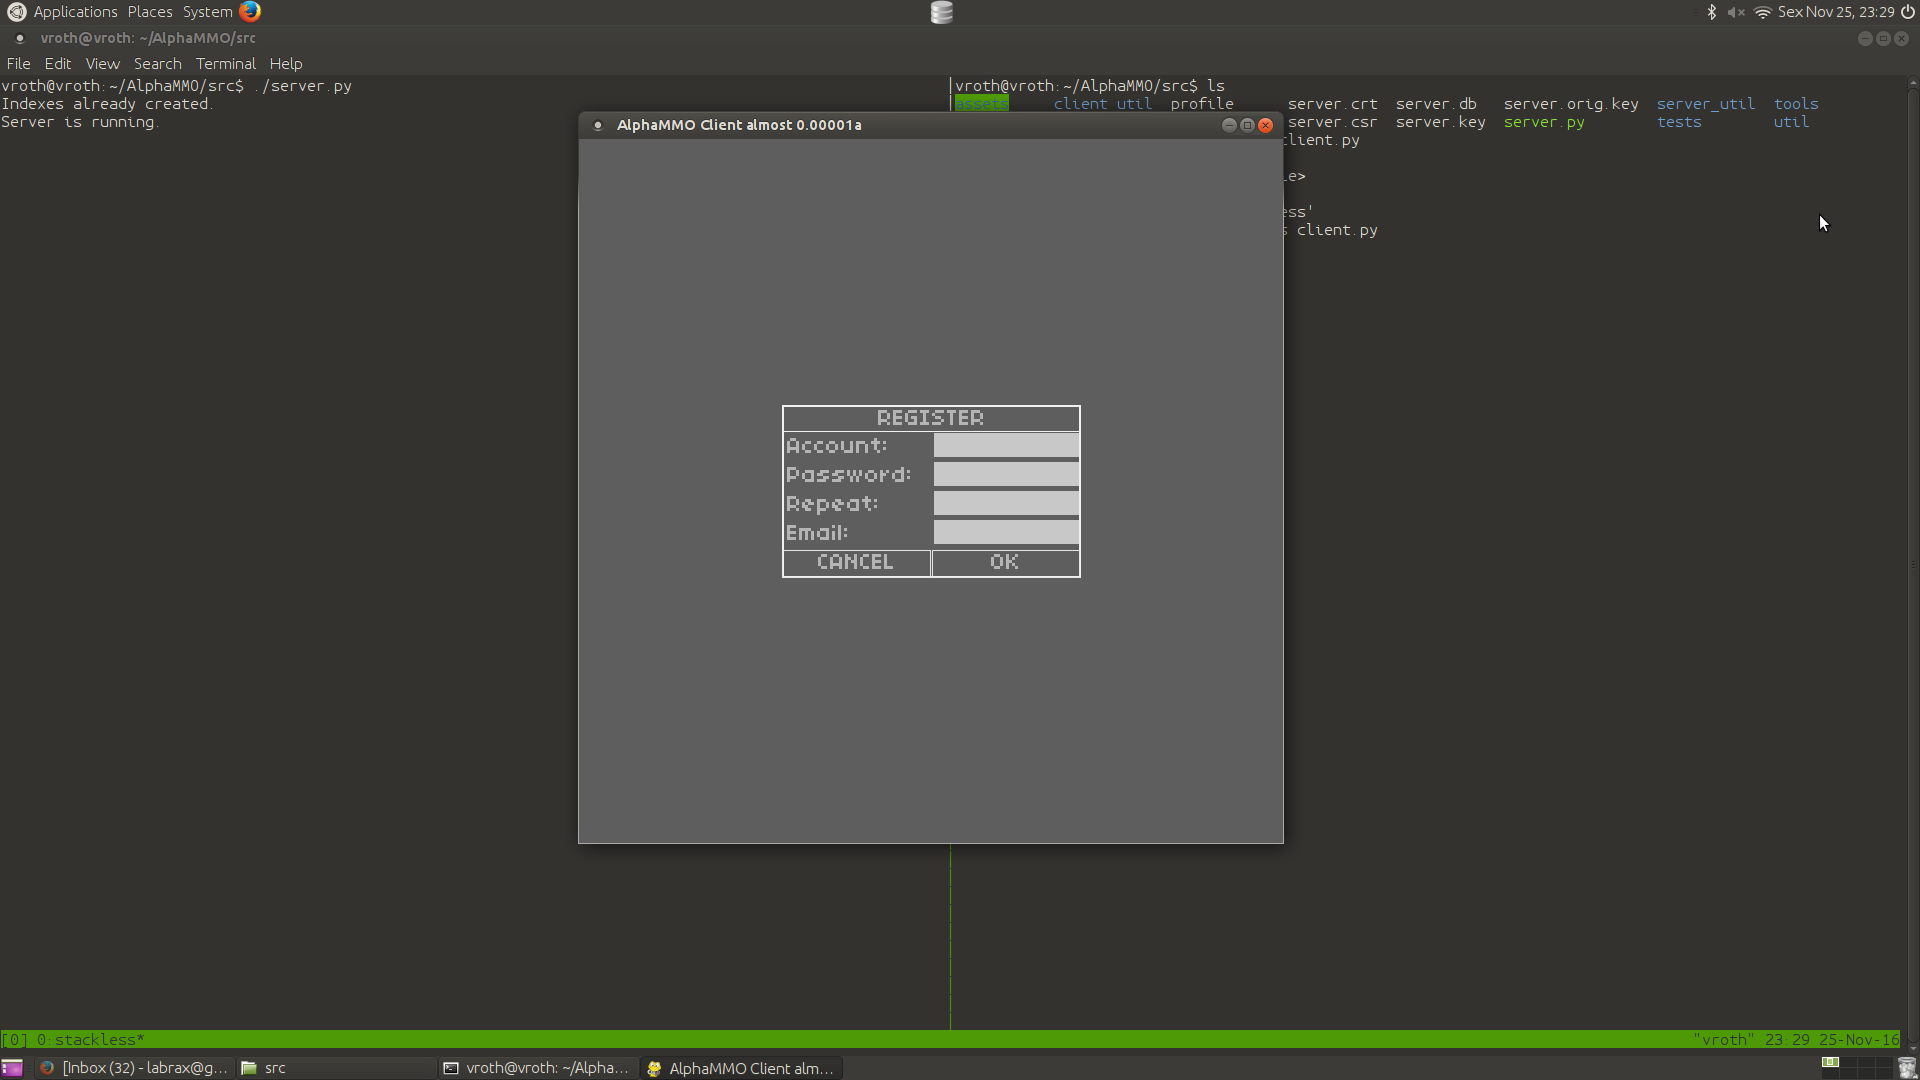 Applications Places System
Sex Nov 25, 23:29
vroth@vroth: ~/AlphaMMO/src
File Edit View Search Terminal Help
vroth@vroth:~/AlphaMMO/src$ ./server.py
Indexes already created.
Server is running.
vroth@vroth:~/AlphaMMO/src$ ls
assets client_util profile server.crt server.db server.orig.key server_util tools
server.csr server.key server.py tests util
client.py
le>
ess'
s client.py
AlphaMMO Client almost 0.00001a
REGISTER
Account:
Password:
Repeat:
Email:
CANCEL OK
[0] 0:stackless* "vroth" 23:29 25-Nov-16
[Inbox (32) - labrax@g... src vroth@vroth: ~/Alpha... AlphaMMO Client alm...